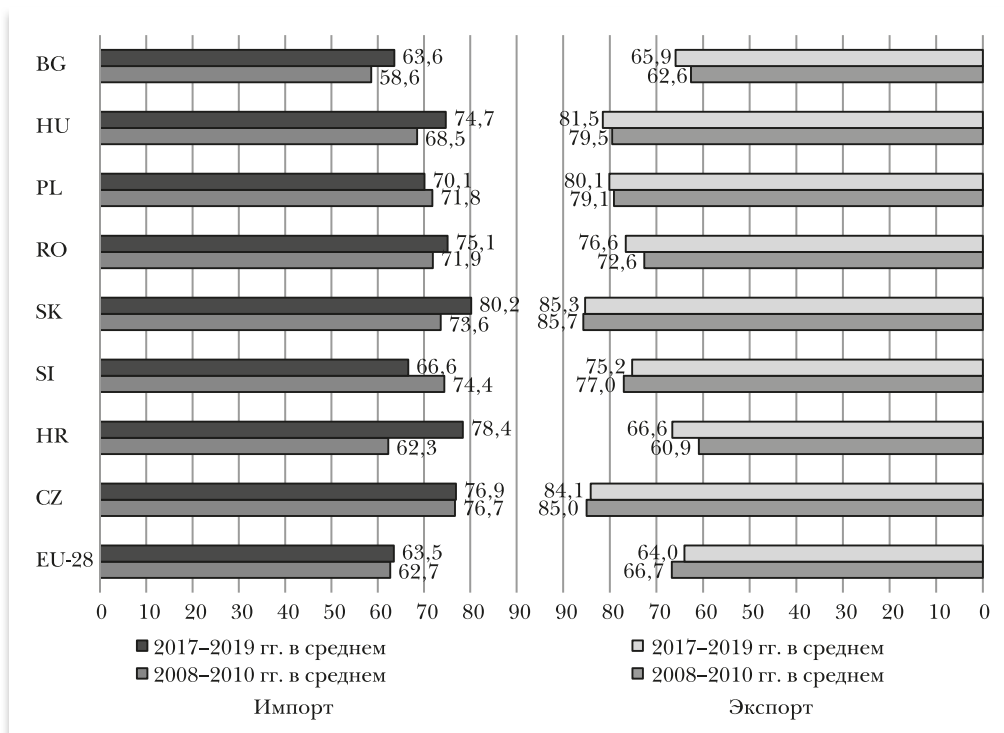 BG 63,6 65,9
58,6 62,6
HU 74,7 81,5
68,5 79,5
PL 70,1 80,1
71,8 79,1
RO 75,1 76,6
71,9 72,6
SK 80,2 85,3
73,6 85,7
SI 66,6 75,2
74,4 77,0
HR 78,4 66,6
62,3 60,9
CZ 76,9 84,1
76,7 85,0
EU-28 63,5 64,0
62,7 66,7
0 10 20 30 40 50 60 70 80 90 90 80 70 60 50 40 30 20 10 0
2017–2019 гг. в среднем 2017–2019 гг. в среднем
2008–2010 гг. в среднем 2008–2010 гг. в среднем
Импорт Экспорт